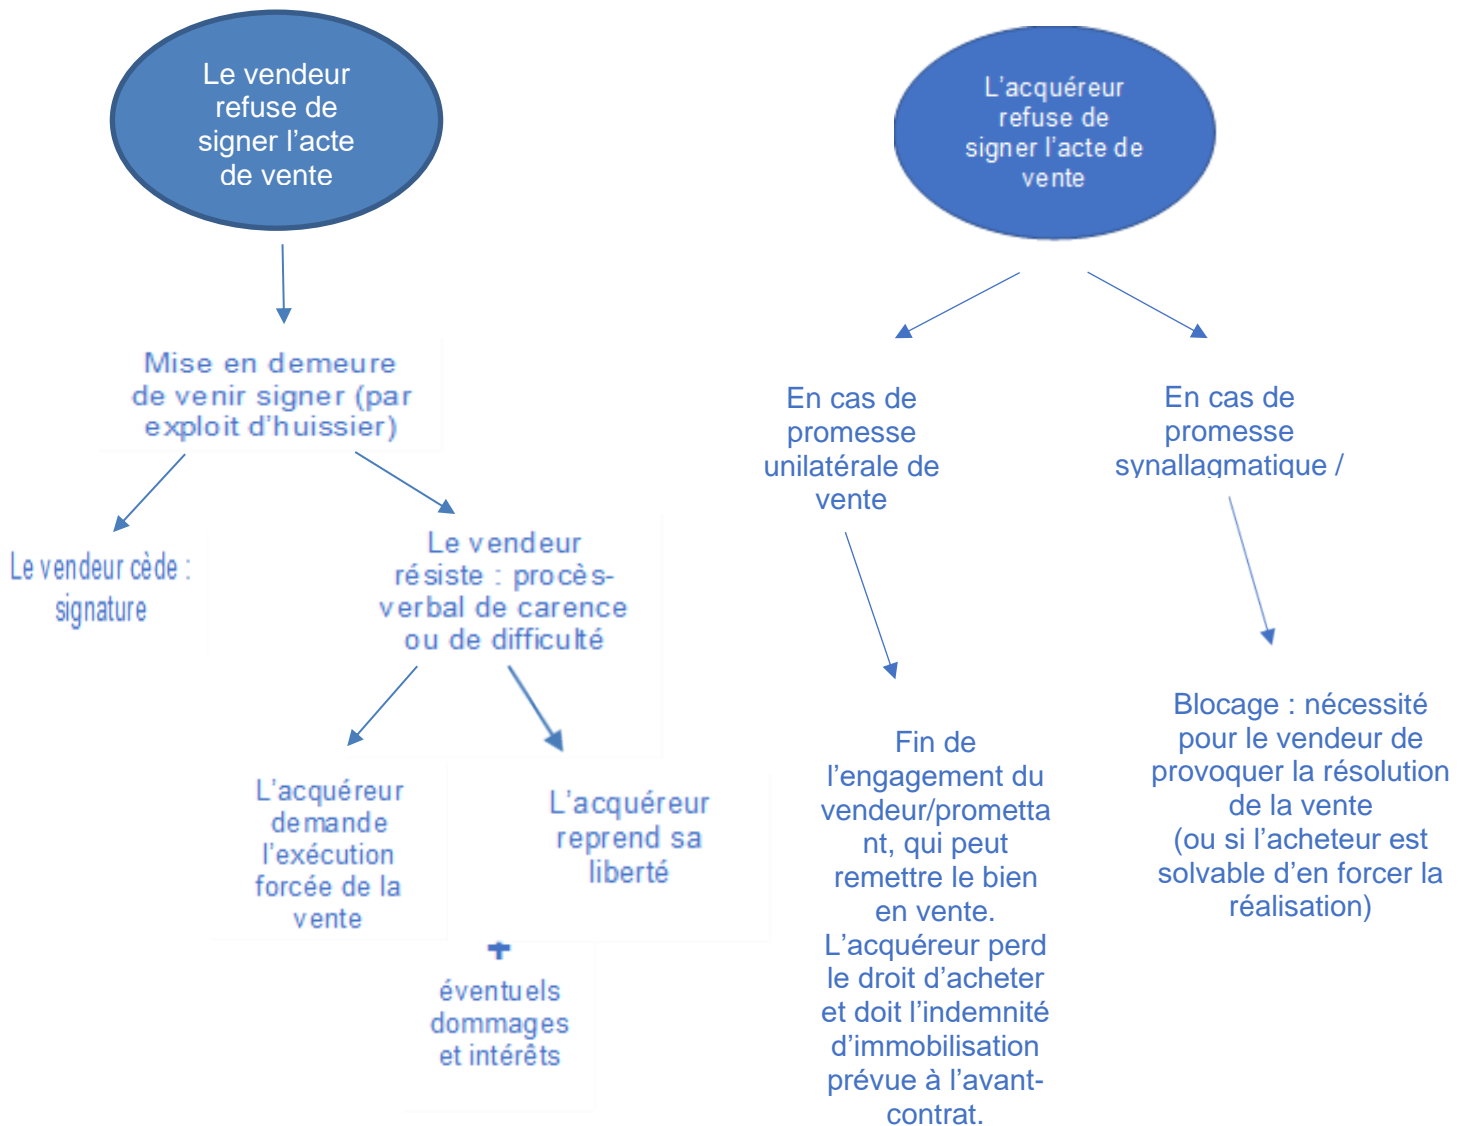 Le vendeur
refuse de
signer l'acte
de vente
Mise en demeure
de venir signer (par
exploit d'huissier)
Le vendeur cède :
signature
Le vendeur
résiste : procès-
verbal de carence
ou de difficulté
L'acquéreur
demande
l'exécution
forcée de la
vente
L'acquéreur
reprend sa
liberté
+
éventuels
dommages
et intérêts
L'acquéreur
refuse de
signer l'acte de
vente
En cas de
promesse
unilatérale de
vente
Fin de
l'engagement du
vendeur/prometta
nt, qui peut
remettre le bien
en vente.
L'acquéreur perd
le droit d'acheter
et doit l'indemnité
d'immobilisation
prévue à l'avant-
contrat.
En cas de
promesse
synallagmatique /
Blocage : nécessité
pour le vendeur de
provoquer la résolution
de la vente
(ou si l'acheteur est
solvable d'en forcer la
réalisation)